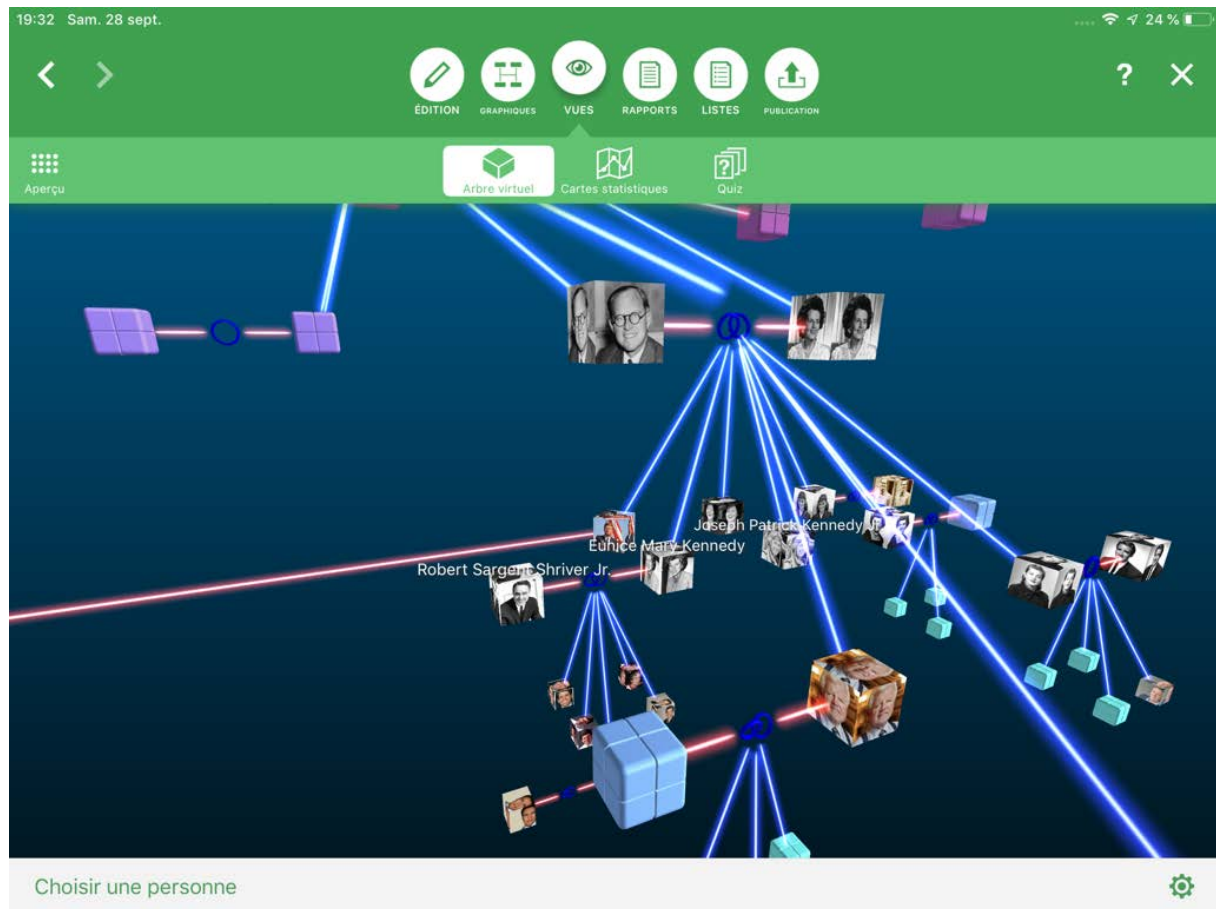 19:32 Sam. 28 sept.
24 %
?
ÉDITION
GRAPHIQUES
VUES
RAPPORTS
LISTES
PUBLICATION
Aperçu
Arbre virtuel
Cartes statistiques
?
Quiz
Joseph Patrick Kennedy Jr.
Eunice Mary Kennedy
Robert Sargent Shriver Jr.
Choisir une personne